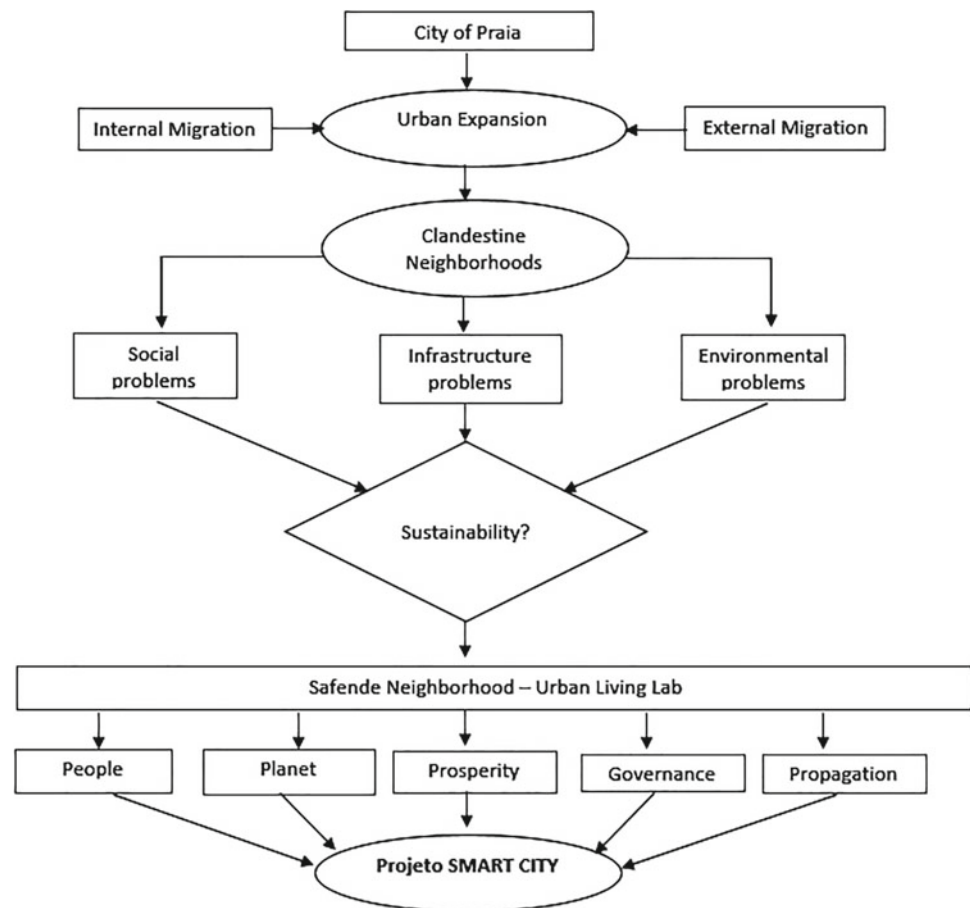 City of Praia
Urban Expansion
Internal Migration
External Migration
Clandestine
Neighborhoods
Social
problems
Infrastructure
problems
Environmental
problems
Sustainability?
Safende Neighborhood – Urban Living Lab
People
Planet
Prosperity
Governance
Propagation
Projeto SMART CITY